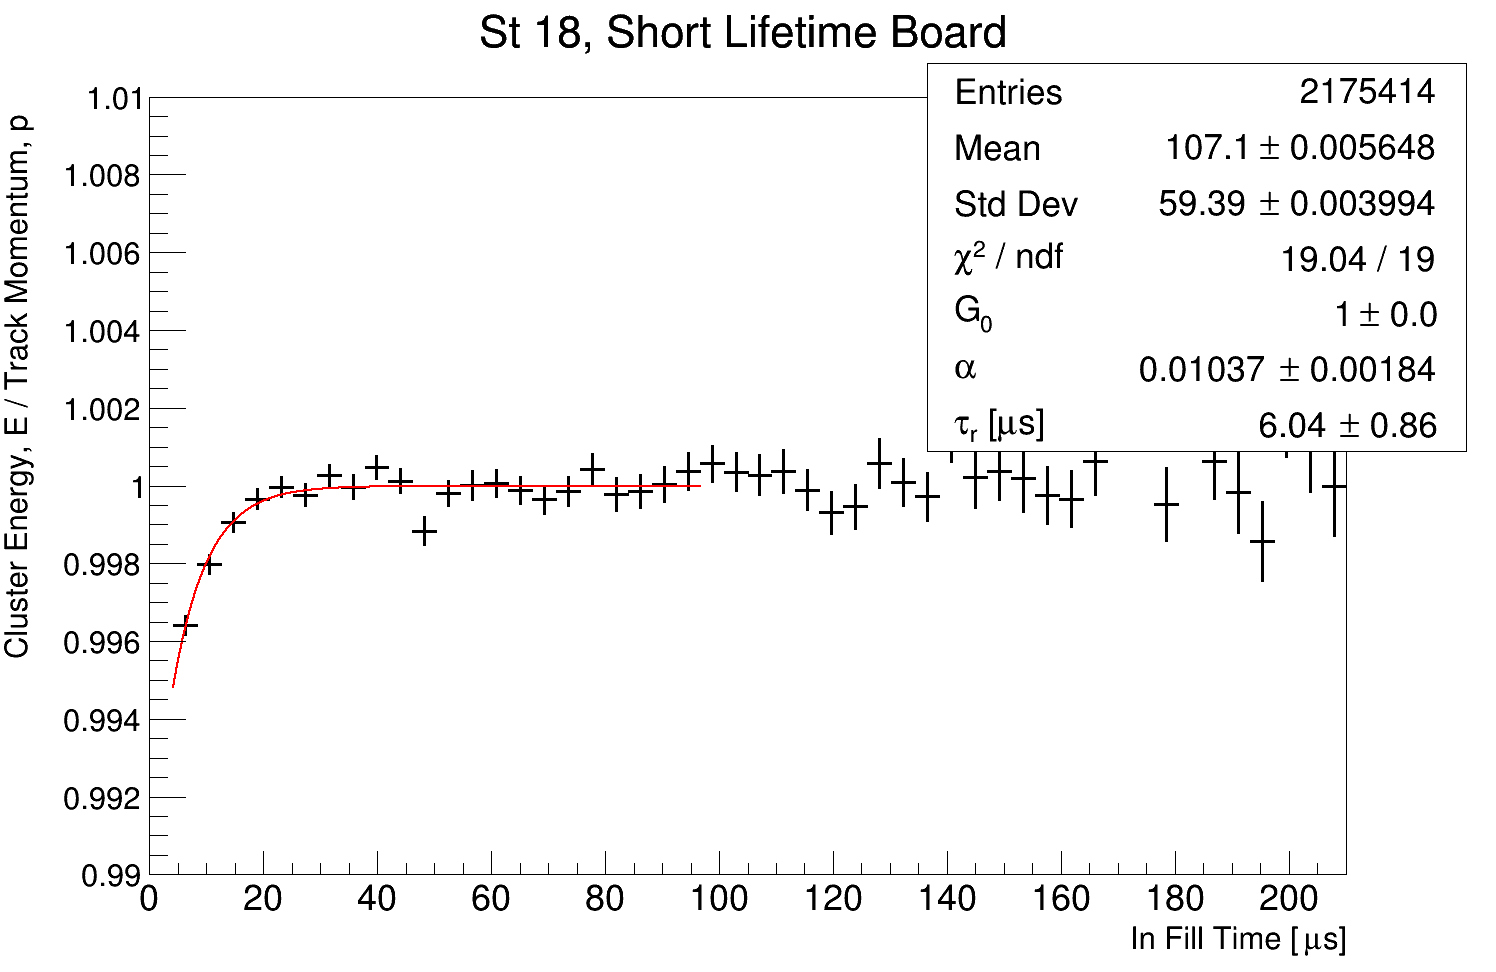 St 18, Short Lifetime Board
Entries 2175414
Mean 107.1 ± 0.005648
Std Dev 59.39 ± 0.003994
χ² / ndf 19.04 / 19
G₀ 1 ± 0.0
α 0.01037 ± 0.00184
τᵣ [μs] 6.04 ± 0.86
Cluster Energy, E / Track Momentum, p
1.01
1.008
1.006
1.004
1.002
1
0.998
0.996
0.994
0.992
0.99
0 20 40 60 80 100 120 140 160 180 200
In Fill Time [μs]